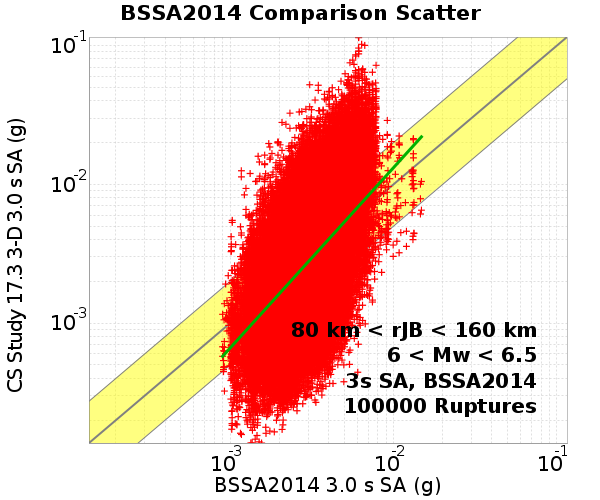 BSSA2014 Comparison Scatter
10⁻¹
10⁻²
10⁻³
CS Study 17.3 3-D 3.0 s SA (g)
80 km < rJB < 160 km
6 < Mw < 6.5
3s SA, BSSA2014
100000 Ruptures
10⁻³ 10⁻² 10⁻¹
BSSA2014 3.0 s SA (g)